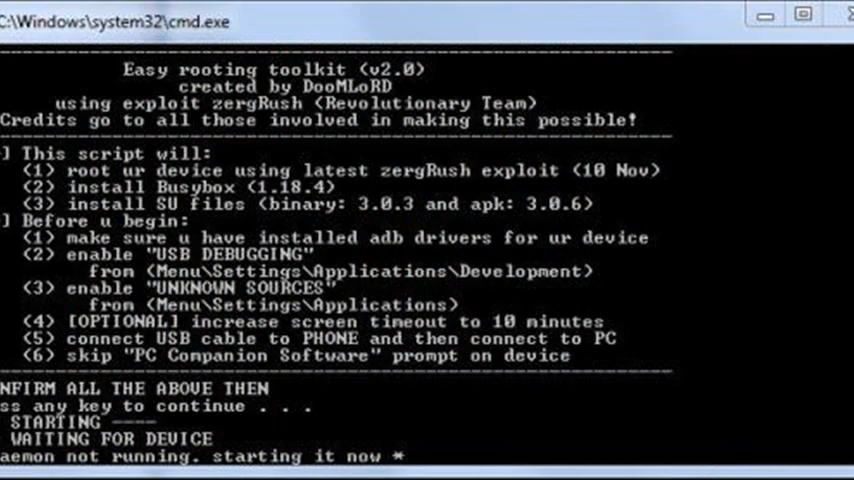 C:\Windows\system32\cmd.exe
Easy rooting toolkit (v2.0)
created by DooMLoRD
using exploit zergRush (Revolutionary Team)
Credits go to all those involved in making this possible!
] This script will:
(1) root ur device using latest zergRush exploit (10 Nov)
(2) install Busybox (1.18.4)
(3) install SU files (binary: 3.0.3 and apk: 3.0.6)
] Before u begin:
(1) make sure u have installed adb drivers for ur device
(2) enable "USB DEBUGGING"
from (Menu\Settings\Applications\Development)
(3) enable "UNKNOWN SOURCES"
from (Menu\Settings\Applications)
(4) [OPTIONAL] increase screen timeout to 10 minutes
(5) connect USB cable to PHONE and then connect to PC
(6) skip "PC Companion Software" prompt on device
NFIRM ALL THE ABOVE THEN
ss any key to continue . . .
STARTING ----
WAITING FOR DEVICE
aemon not running. starting it now *